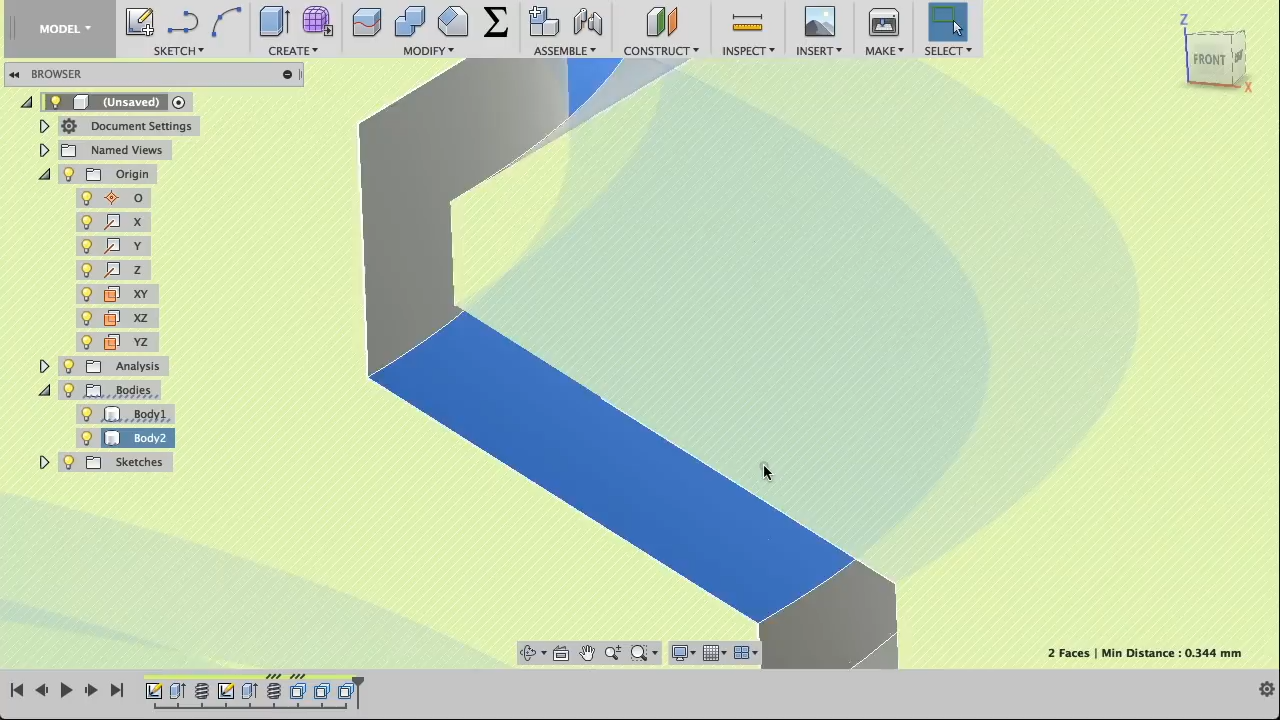 MODEL
SKETCH CREATE MODIFY ASSEMBLE CONSTRUCT INSPECT INSERT MAKE SELECT
Z
FRONT
X
BROWSER
(Unsaved)
Document Settings
Named Views
Origin
O
X
Y
Z
XY
XZ
YZ
Analysis
Bodies
Body1
Body2
Sketches
2 Faces | Min Distance : 0.344 mm